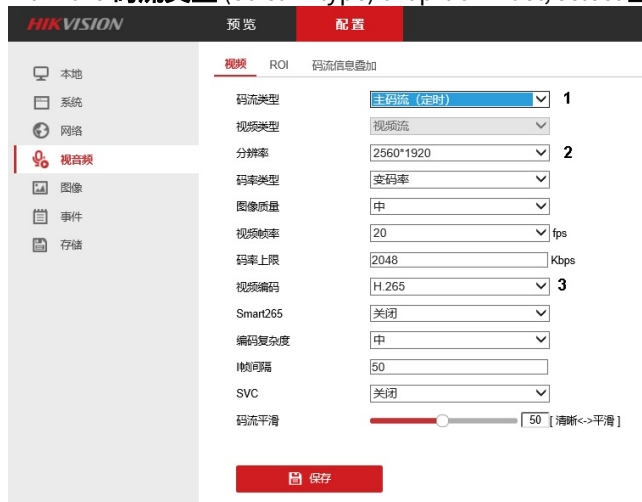 HIKVISION 预览 配置
本地
系统
网络
视音频
图像
事件
存储
视频 ROI 码流信息叠加
码流类型 主码流（定时） 1
视频类型 视频流
分辨率 2560*1920 2
码率类型 变码率
图像质量 中
视频帧率 20 fps
码率上限 2048 Kbps
视频编码 H.265 3
Smart265 关闭
编码复杂度 中
I帧间隔 50
SVC 关闭
码流平滑 50 [ 清晰<->平滑 ]
保存